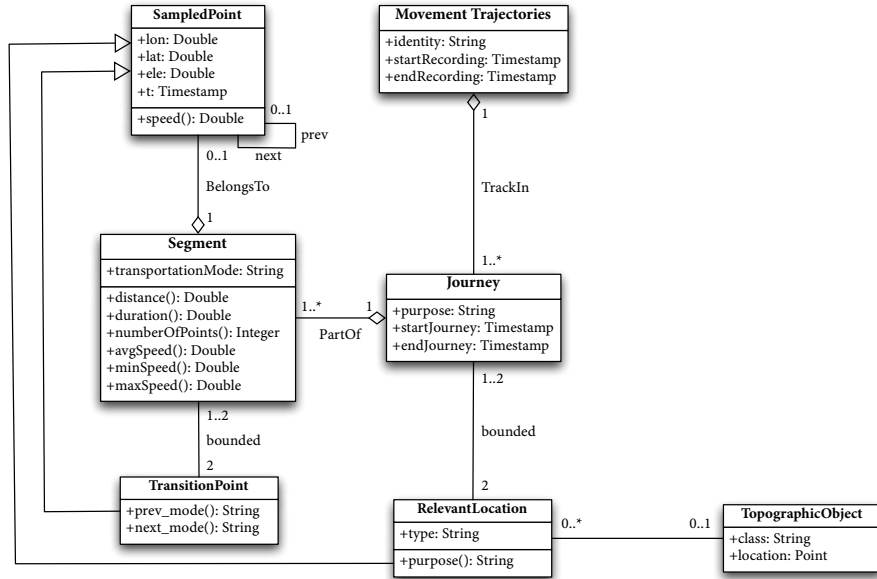 SampledPoint
+lon: Double
+lat: Double
+ele: Double
+t: Timestamp
+speed(): Double
0..1
prev
next
0..1
BelongsTo
1
Movement Trajectories
+identity: String
+startRecording: Timestamp
+endRecording: Timestamp
1
TrackIn
1..*
Segment
+transportationMode: String
+distance(): Double
+duration(): Double
+numberOfPoints(): Integer
+avgSpeed(): Double
+minSpeed(): Double
+maxSpeed(): Double
1..*
1
PartOf
Journey
+purpose: String
+startJourney: Timestamp
+endJourney: Timestamp
1..2
bounded
2
1..2
bounded
2
TransitionPoint
+prev_mode(): String
+next_mode(): String
RelevantLocation
+type: String
+purpose(): String
0..*
0..1
TopographicObject
+class: String
+location: Point